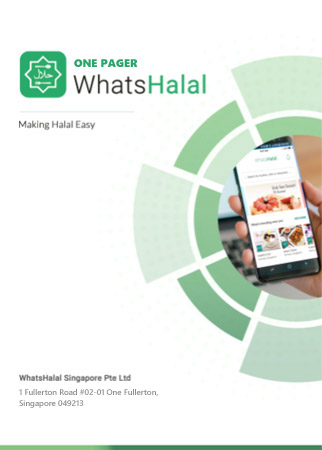 ONE PAGER
حلال
WhatsHalal
Making Halal Easy
WhatsHalal
WhatsHalal Singapore Pte Ltd
1 Fullerton Road #02-01 One Fullerton,
Singapore 049213